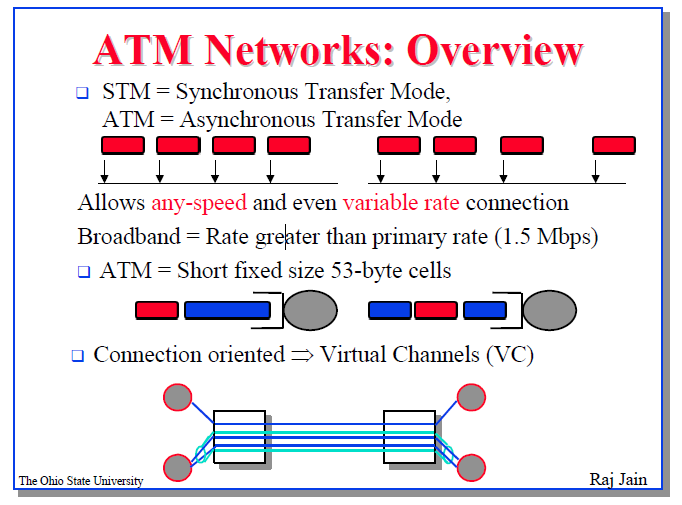 ATM Networks: Overview
STM = Synchronous Transfer Mode,
ATM = Asynchronous Transfer Mode
Allows any-speed and even variable rate connection
Broadband = Rate greater than primary rate (1.5 Mbps)
ATM = Short fixed size 53-byte cells
Connection oriented ⇒ Virtual Channels (VC)
The Ohio State University
Raj Jain